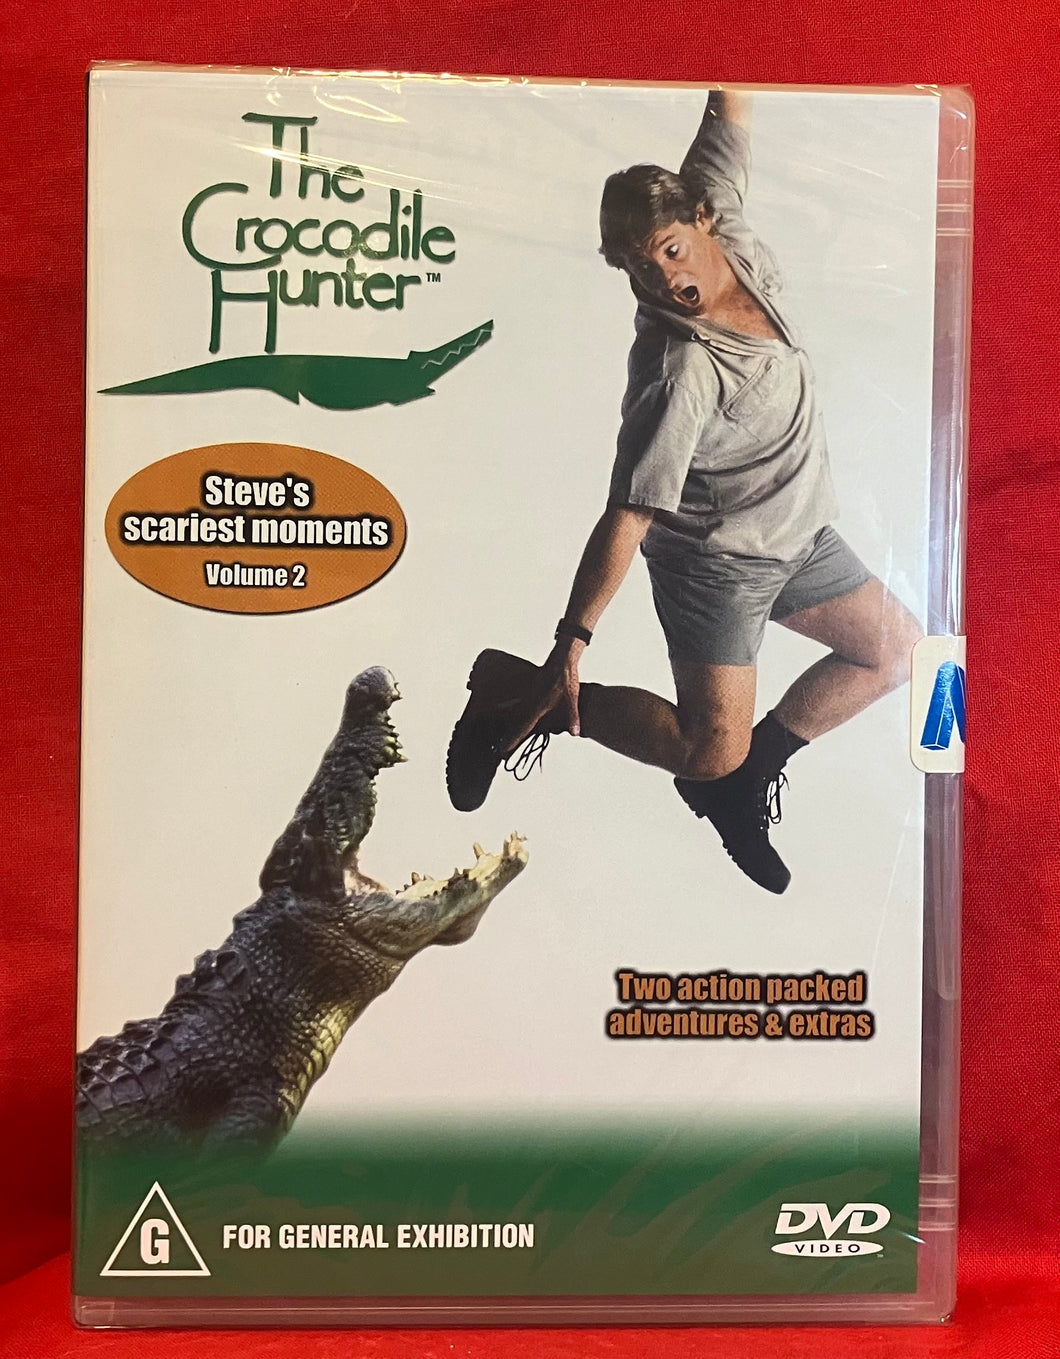 The
Crocodile
Hunter™
Steve's
scariest moments
Volume 2
Two action packed
adventures & extras
G
FOR GENERAL EXHIBITION
DVD
VIDEO